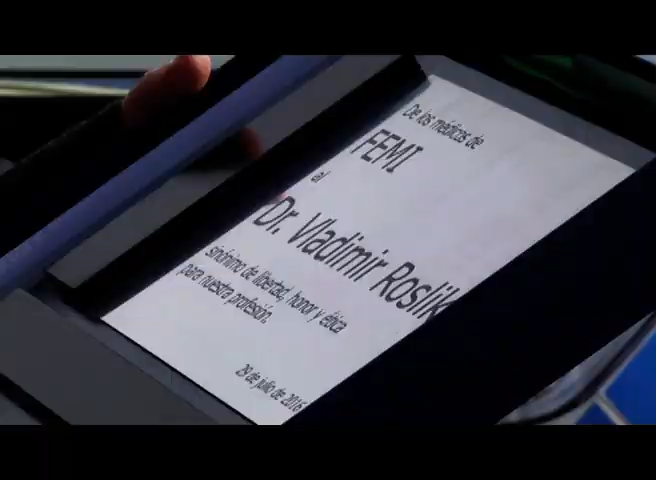 De los médicos de
FEMI
al
Dr. Vladimir Roslik
sinónimo de libertad, honor y ética
para nuestra profesión.
29 de julio de 2016